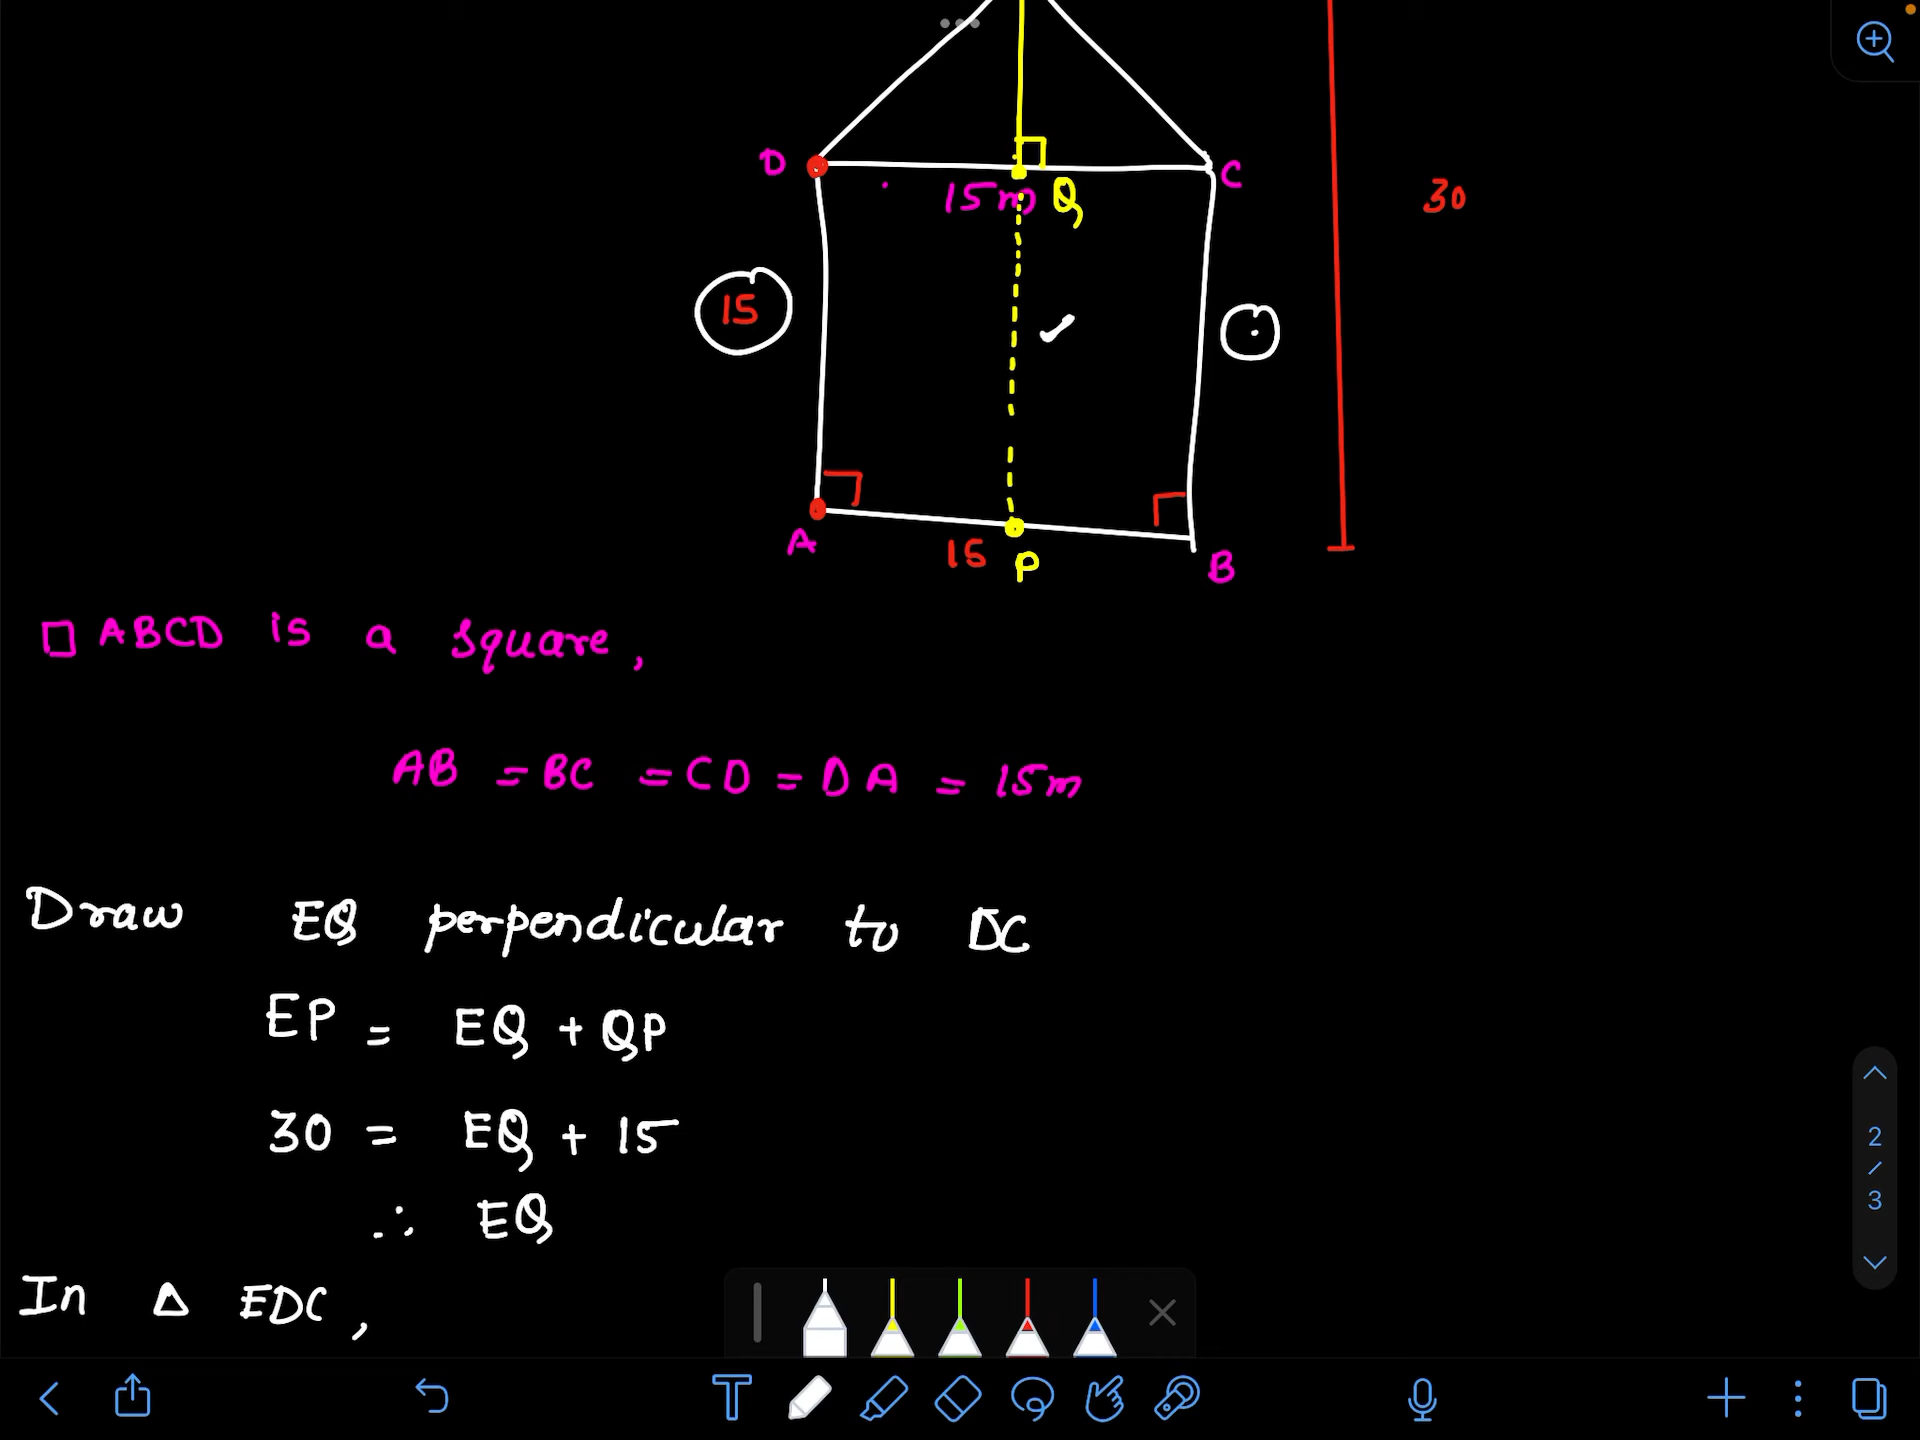 D
C
15m Q
30
15
A
15
P
B
□ ABCD is a square,
AB = BC = CD = DA = 15m
Draw EQ perpendicular to DC
EP = EQ + QP
30 = EQ + 15
∴ EQ
In Δ EDC,
2
/
3
T